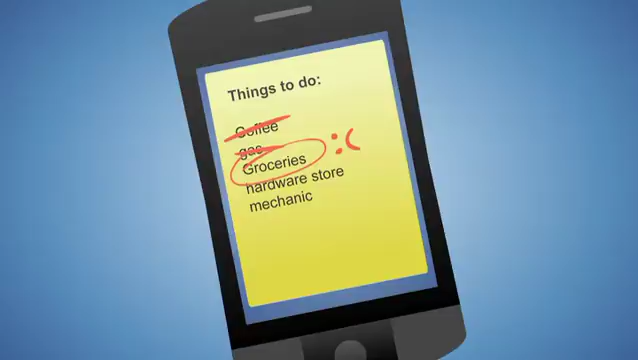 Things to do:
Coffee
gas
Groceries :(
hardware store
mechanic